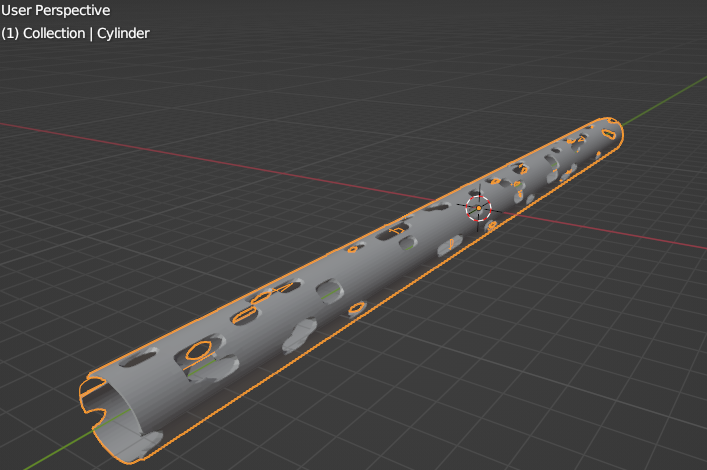 User Perspective
(1) Collection | Cylinder